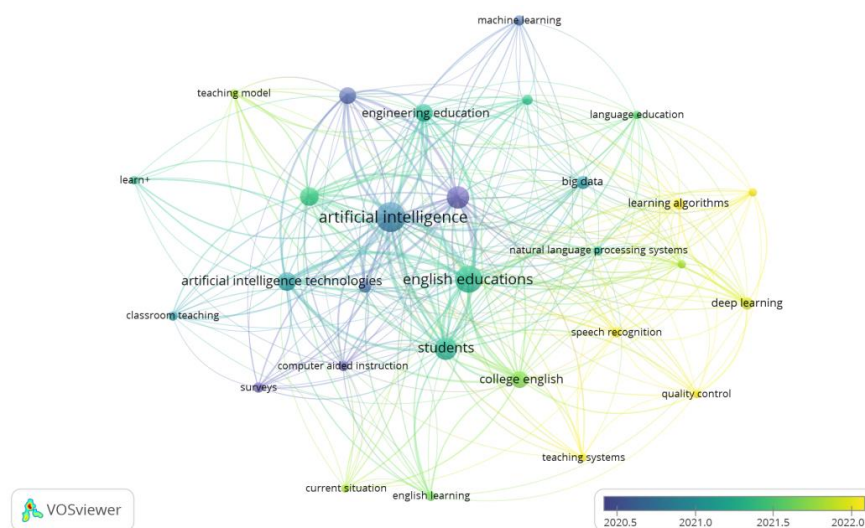 machine learning
teaching model
engineering education
language education
learn+
big data
learning algorithms
artificial intelligence
natural language processing systems
artificial intelligence technologies
english educations
deep learning
classroom teaching
speech recognition
students
computer aided instruction
college english
surveys
quality control
teaching systems
current situation
english learning
VOSviewer
2020.5 2021.0 2021.5 2022.0